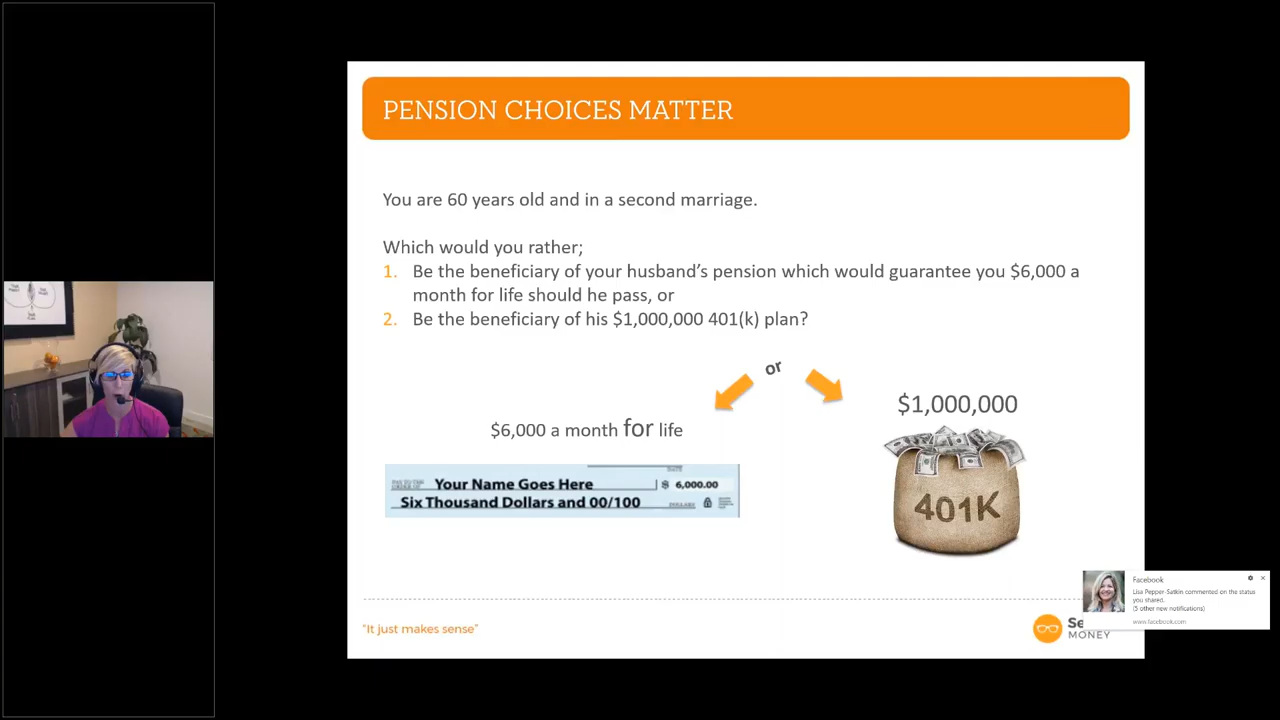 PENSION CHOICES MATTER
You are 60 years old and in a second marriage.
Which would you rather;
1. Be the beneficiary of your husband's pension which would guarantee you $6,000 a
month for life should he pass, or
2. Be the beneficiary of his $1,000,000 401(k) plan?
or
$1,000,000
$6,000 a month for life
Your Name Goes Here $ 6,000.00
Six Thousand Dollars and 00/100
401K
Facebook
Lisa Pepper-Satkin commented on the status
you shared.
(5 other new notifications)
www.facebook.com
"It just makes sense"
Se
MONEY